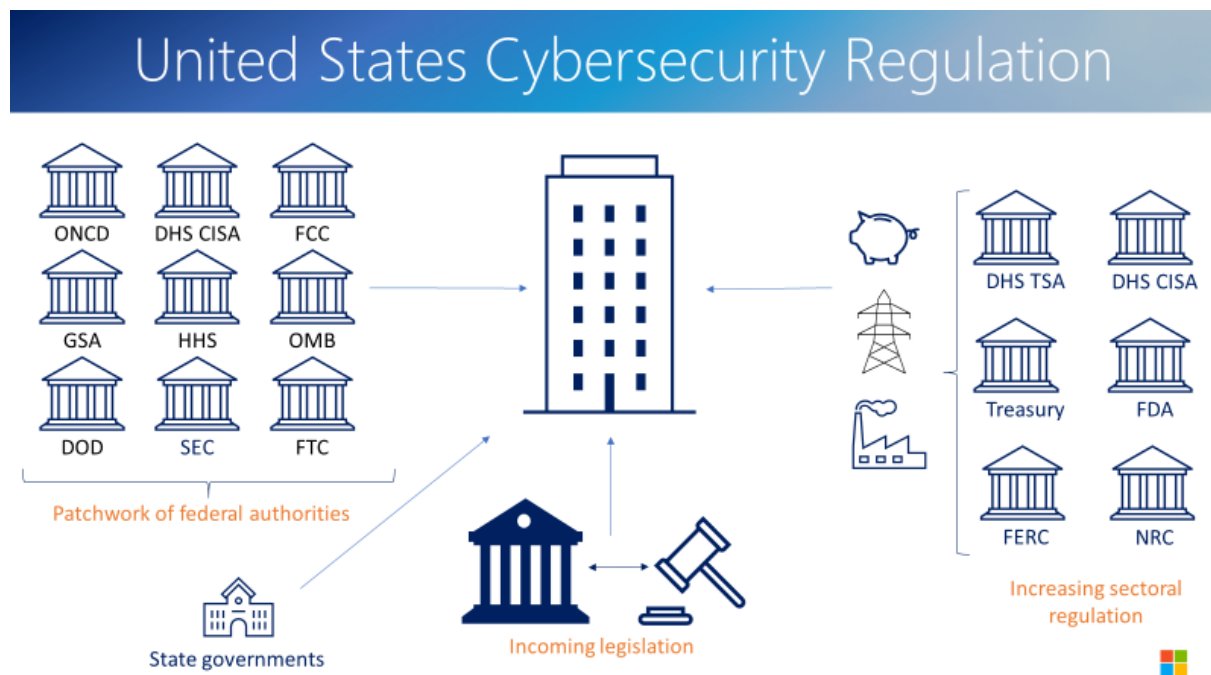 United States Cybersecurity Regulation
ONCD
DHS CISA
FCC
GSA
HHS
OMB
DOD
SEC
FTC
Patchwork of federal authorities
State governments
Incoming legislation
DHS TSA
DHS CISA
Treasury
FDA
FERC
NRC
Increasing sectoral
regulation